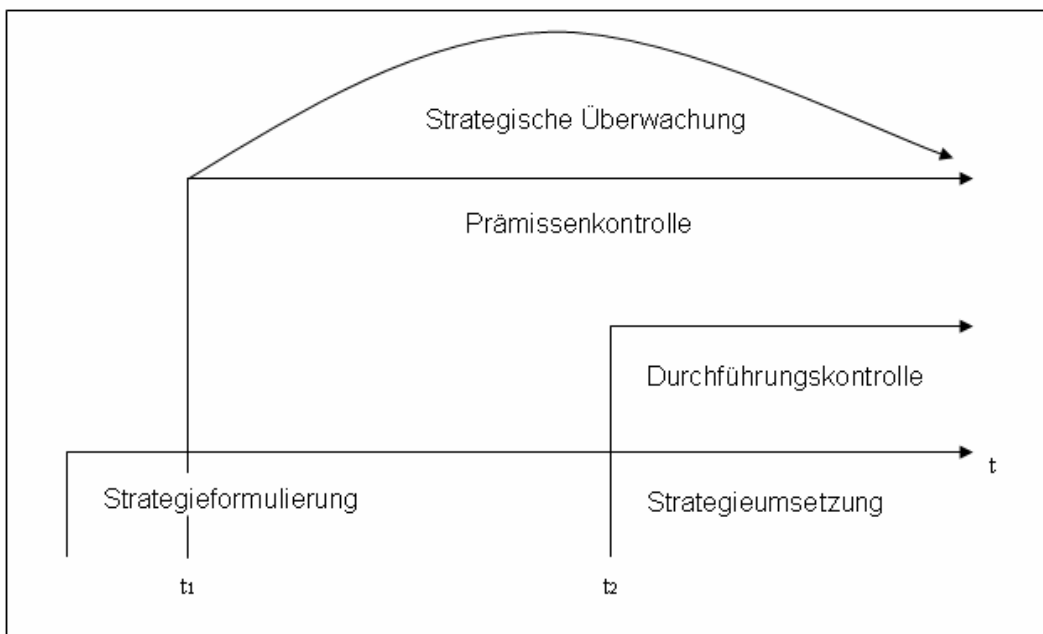 Strategische Überwachung
Prämissenkontrolle
Durchführungskontrolle
t
Strategieformulierung
Strategieumsetzung
t1
t2